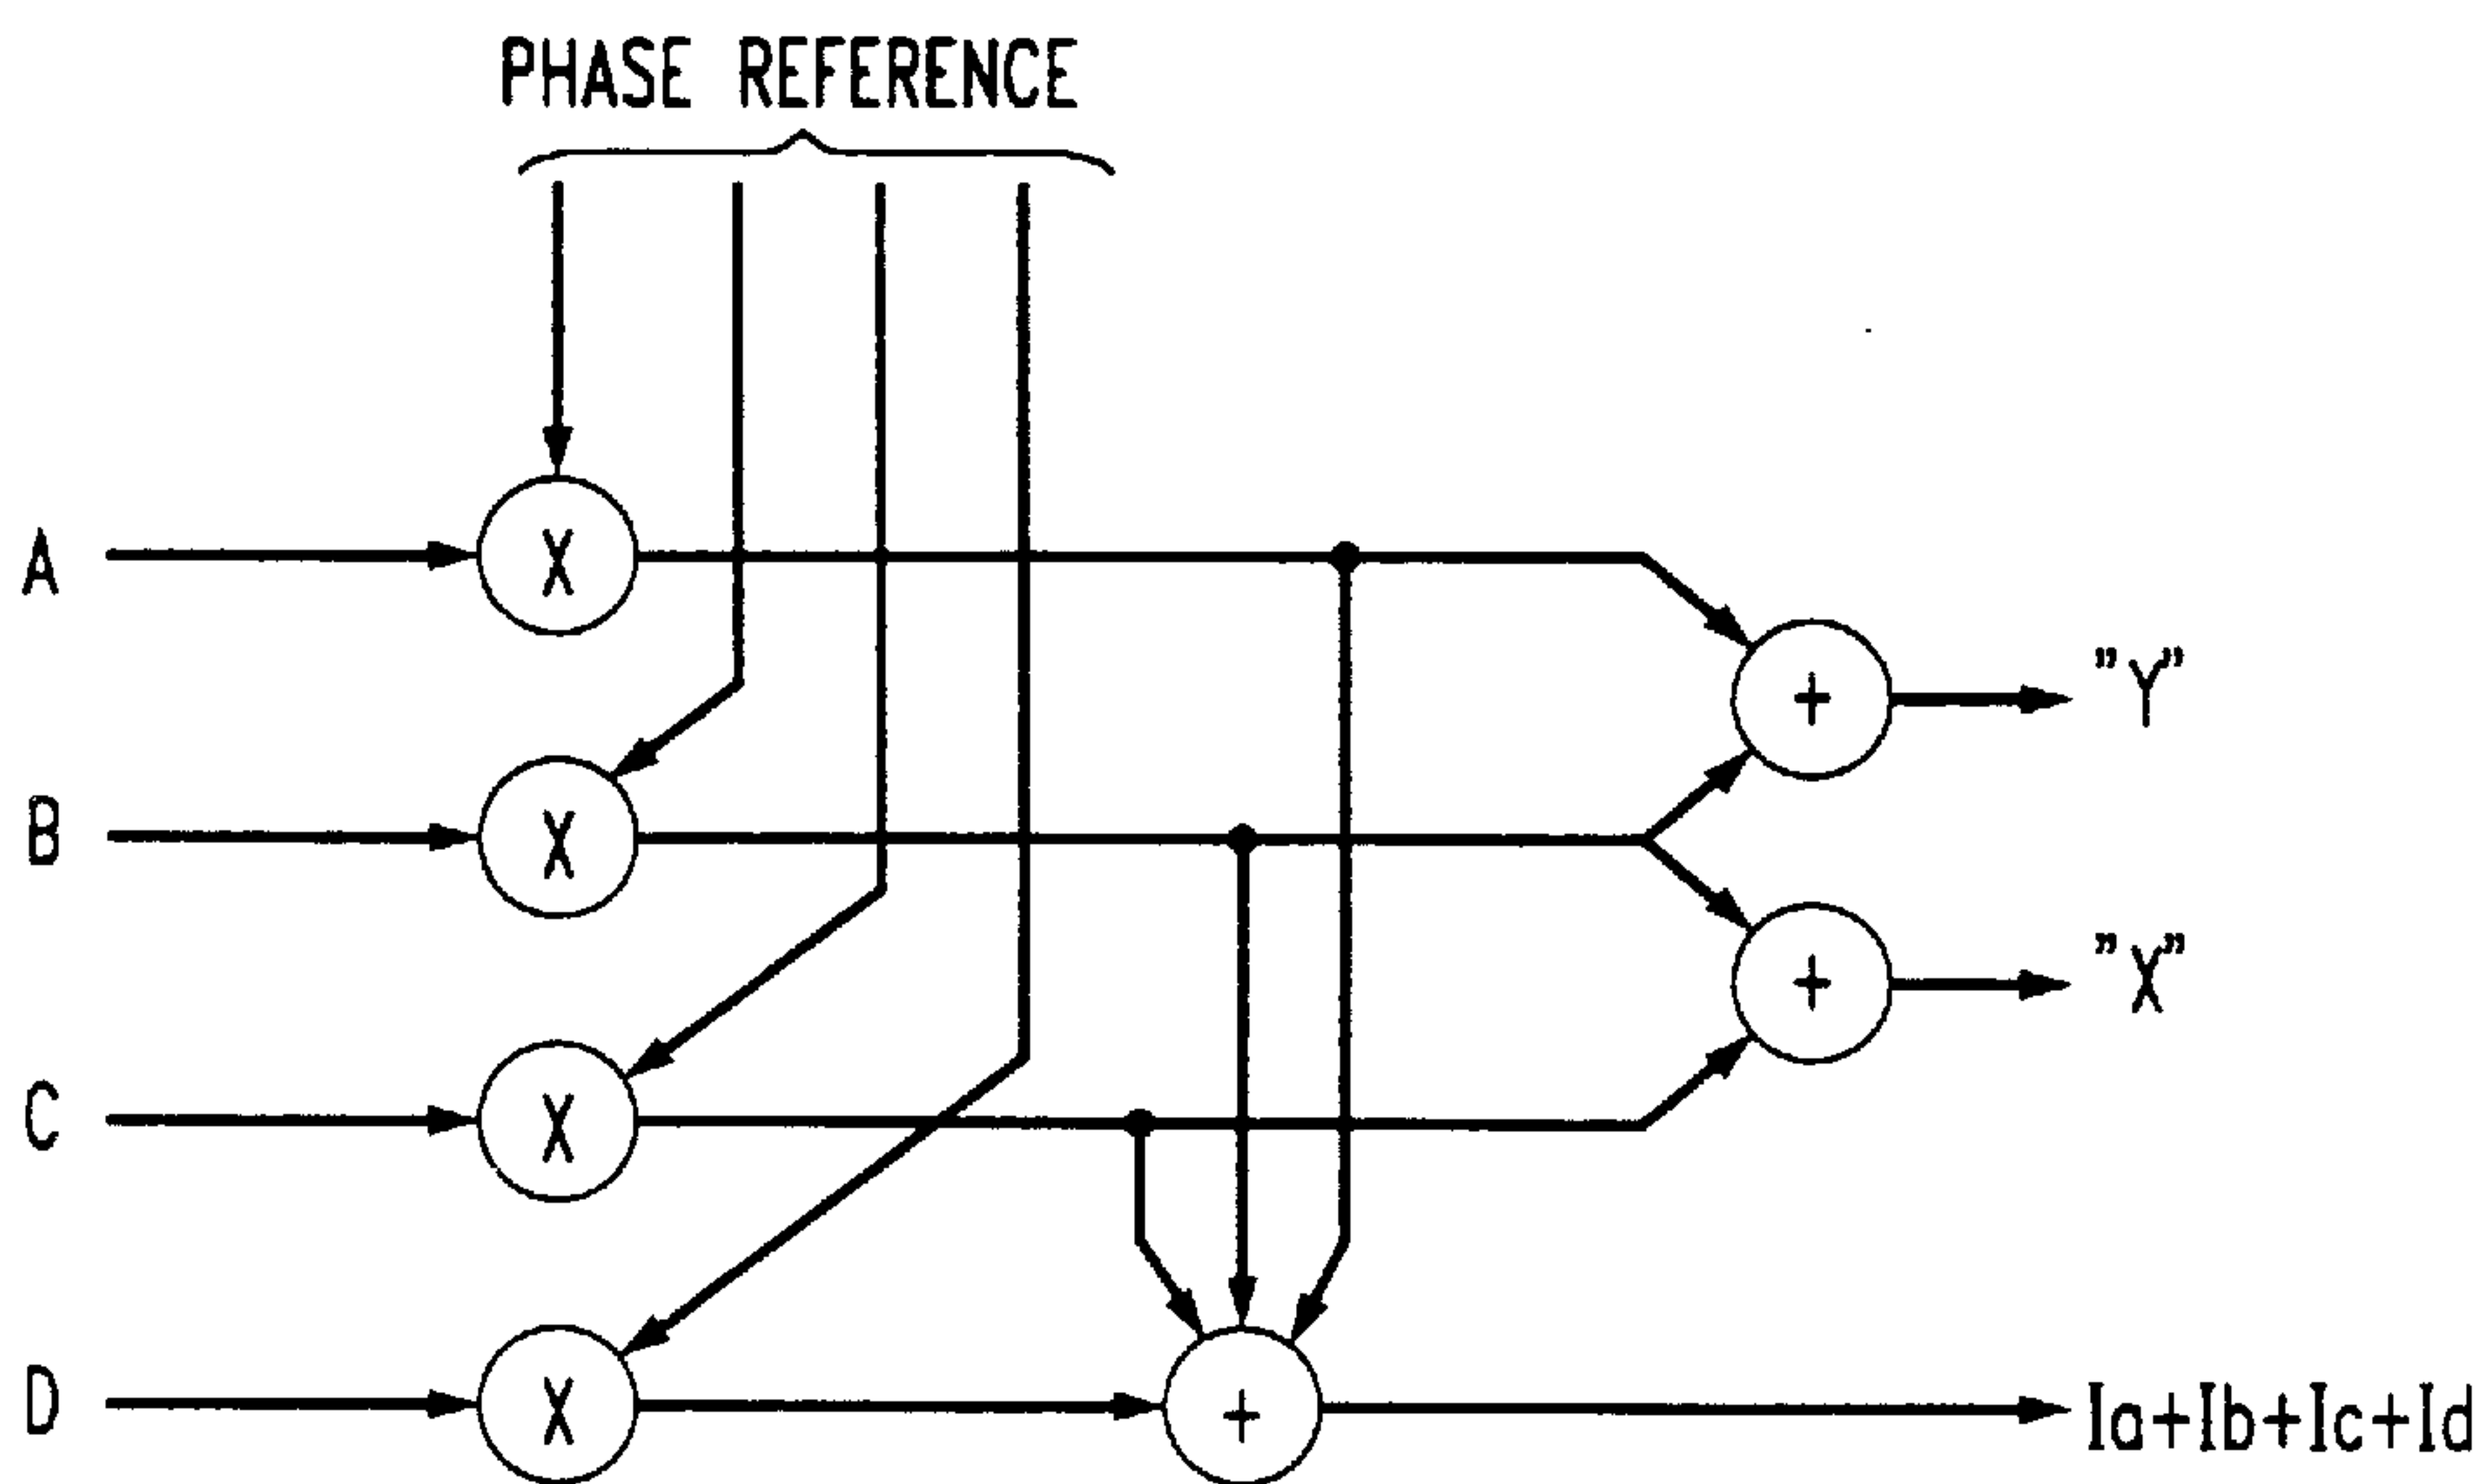 PHASE REFERENCE
A
X
+
"Y"
B
X
+
"X"
C
X
D
X
+
Ia+Ib+Ic+Id